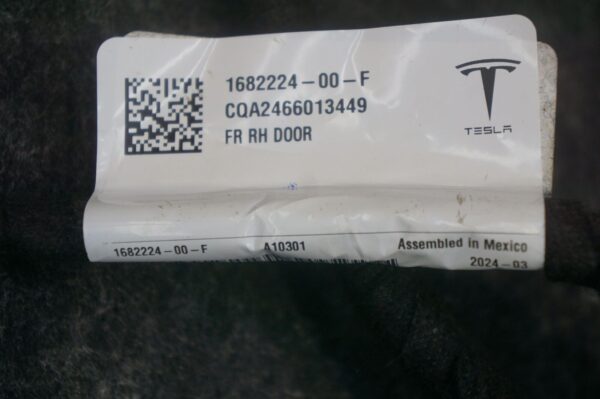 1682224-00-F
CQA2466013449
FR RH DOOR
TESLA
1682224-00-F A10301 Assembled in Mexico
2024-03